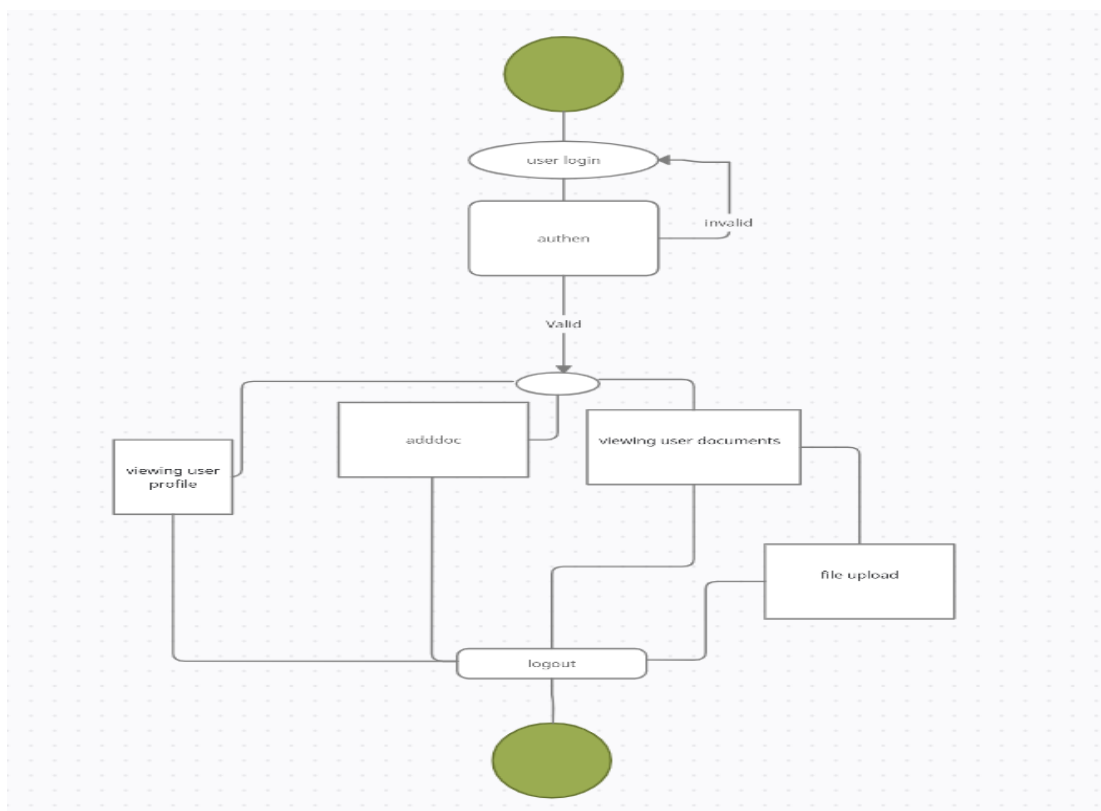 user login
invalid
authen
Valid
adddoc
viewing user documents
viewing user
profile
file upload
logout